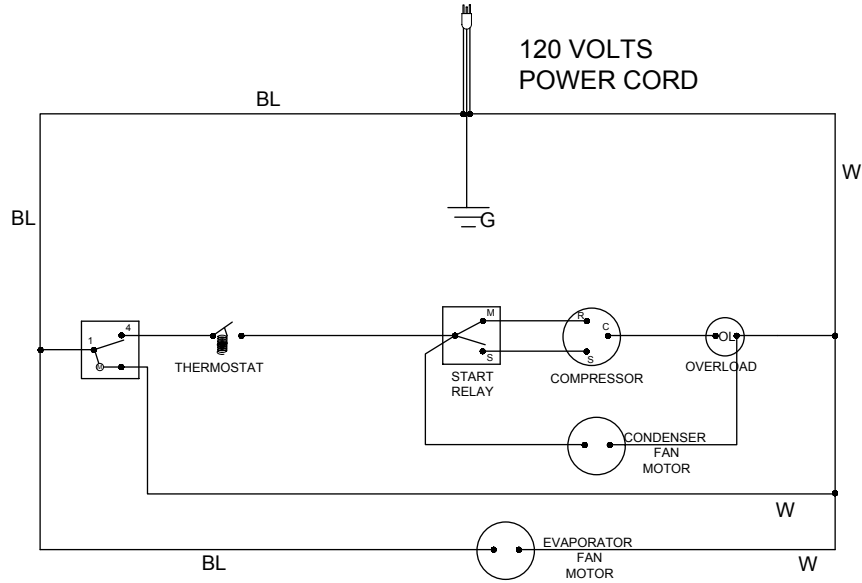 120 VOLTS
POWER CORD
BL
W
BL
G
1
4
M
THERMOSTAT
M
S
START
RELAY
R
C
S
COMPRESSOR
OL
OVERLOAD
CONDENSER
FAN
MOTOR
W
BL
EVAPORATOR
FAN
MOTOR
W